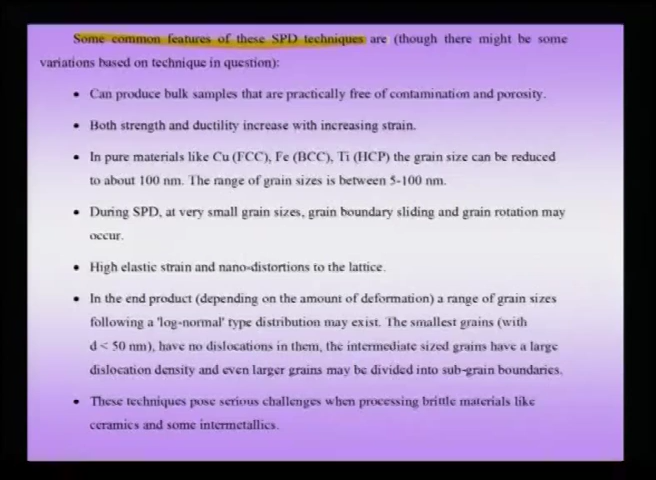 Some common features of these SPD techniques are (though there might be some
variations based on technique in question):
• Can produce bulk samples that are practically free of contamination and porosity.
• Both strength and ductility increase with increasing strain.
• In pure materials like Cu (FCC), Fe (BCC), Ti (HCP) the grain size can be reduced
to about 100 nm. The range of grain sizes is between 5-100 nm.
• During SPD, at very small grain sizes, grain boundary sliding and grain rotation may
occur.
• High elastic strain and nano-distortions to the lattice.
• In the end product (depending on the amount of deformation) a range of grain sizes
following a 'log-normal' type distribution may exist. The smallest grains (with
d < 50 nm), have no dislocations in them, the intermediate sized grains have a large
dislocation density and even larger grains may be divided into sub-grain boundaries.
• These techniques pose serious challenges when processing brittle materials like
ceramics and some intermetallics.